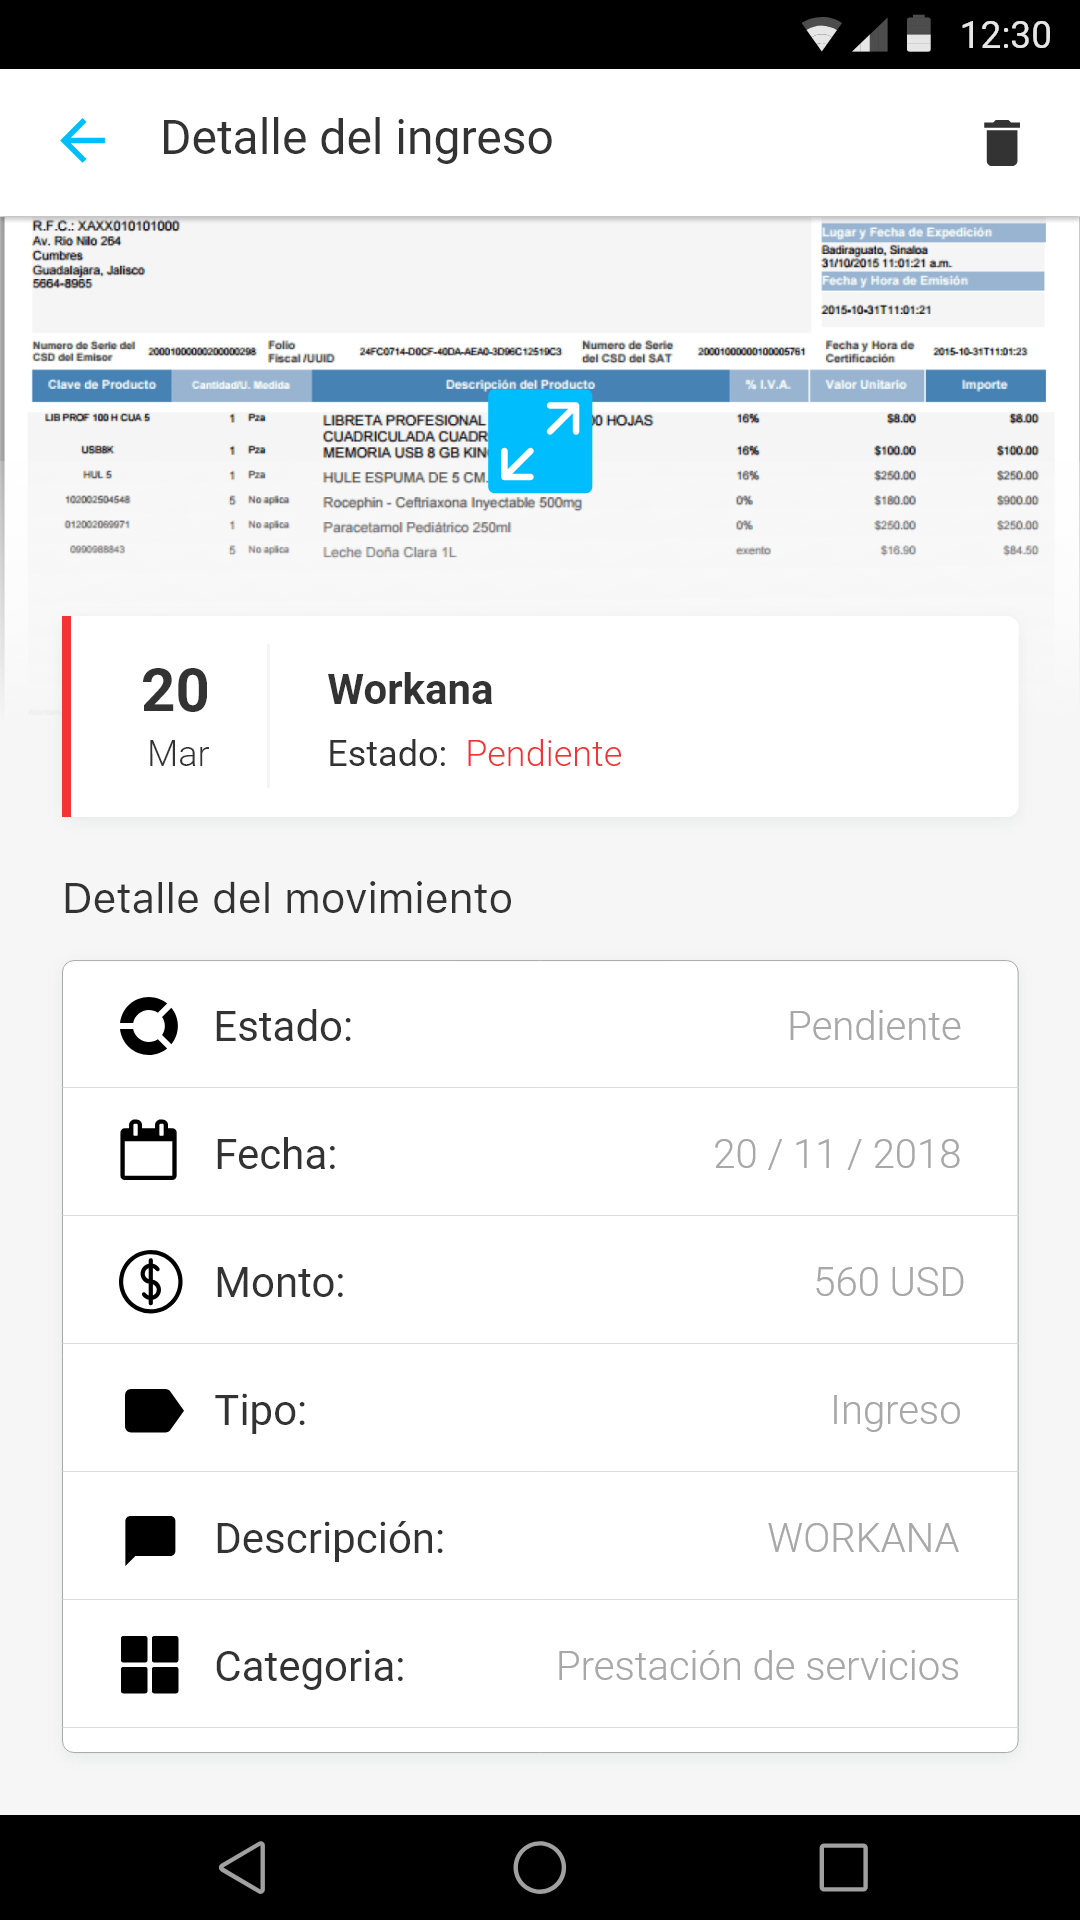 12:30
Detalle del ingreso
R.F.C.: XAXX010101000
Av. Rio Nilo 264
Cumbres
Guadalajara, Jalisco
5664-8965
Lugar y Fecha de Expedición
Badiraguato, Sinaloa
31/10/2015 11:01:21 a.m.
Fecha y Hora de Emisión
2015-10-31T11:01:21
Numero de Serie del CSD del Emisor 20001000000200000298 Folio Fiscal /UUID 24FC0714-D0CF-40DA-AEA0-3D96C12519C3 Numero de Serie del CSD del SAT 20001000000100005761 Fecha y Hora de Certificación 2015-10-31T11:01:23
Clave de Producto Cantidad/U. Medida Descripción del Producto % I.V.A. Valor Unitario Importe
LIB PROF 100 H CUA 5 1 Pza LIBRETA PROFESIONAL 00 HOJAS 16% $8.00 $8.00
CUADRICULADA CUADR
USB8K 1 Pza MEMORIA USB 8 GB KIN 16% $100.00 $100.00
HUL 5 1 Pza HULE ESPUMA DE 5 CM. 16% $250.00 $250.00
102002504548 5 No aplica Rocephin - Ceftriaxona Inyectable 500mg 0% $180.00 $900.00
012002069971 1 No aplica Paracetamol Pediátrico 250ml 0% $250.00 $250.00
0990988843 5 No aplica Leche Doña Clara 1L exento $16.90 $84.50
20 Workana
Mar Estado: Pendiente
Detalle del movimiento
Estado: Pendiente
Fecha: 20 / 11 / 2018
Monto: 560 USD
Tipo: Ingreso
Descripción: WORKANA
Categoria: Prestación de servicios